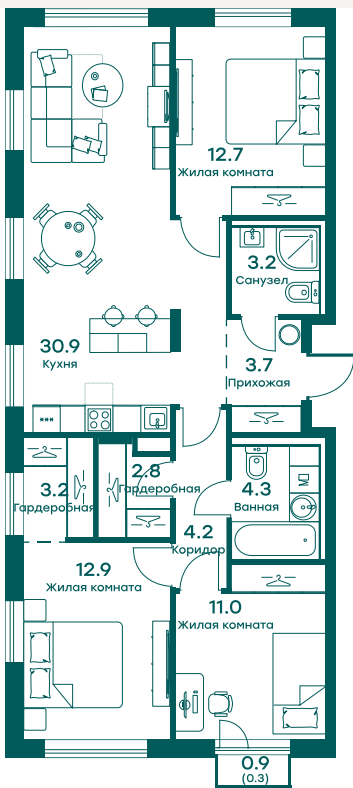 12.7
Жилая комната
3.2
Санузел
30.9
Кухня
3.7
Прихожая
***
2.8
Гардеробная
3.2
Гардеробная
4.3
Ванная
4.2
Коридор
12.9
Жилая комната
11.0
Жилая комната
0.9
(0.3)